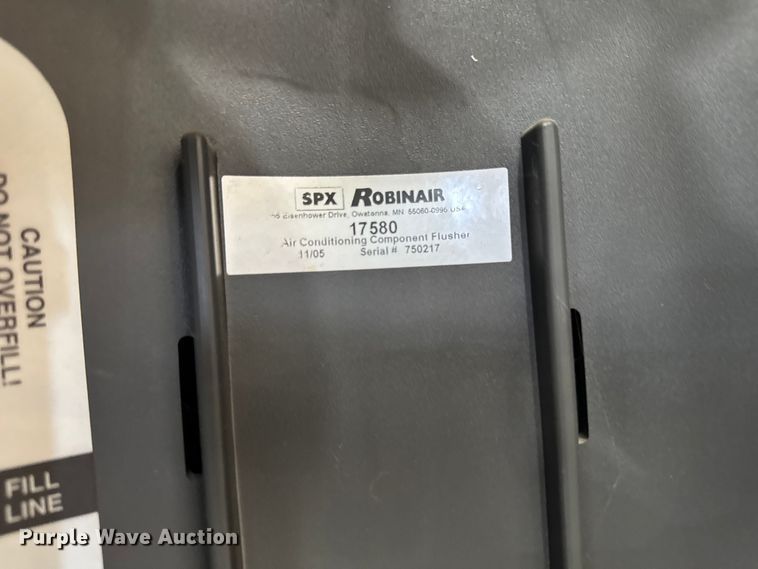 SPX ROBINAIR
Eisenhower Drive, Owatonna, MN 55060-0995 USA
17580
Air Conditioning Component Flusher
11/05 Serial # 750217
CAUTION
DO NOT OVERFILL!
FILL
LINE
Purple Wave Auction